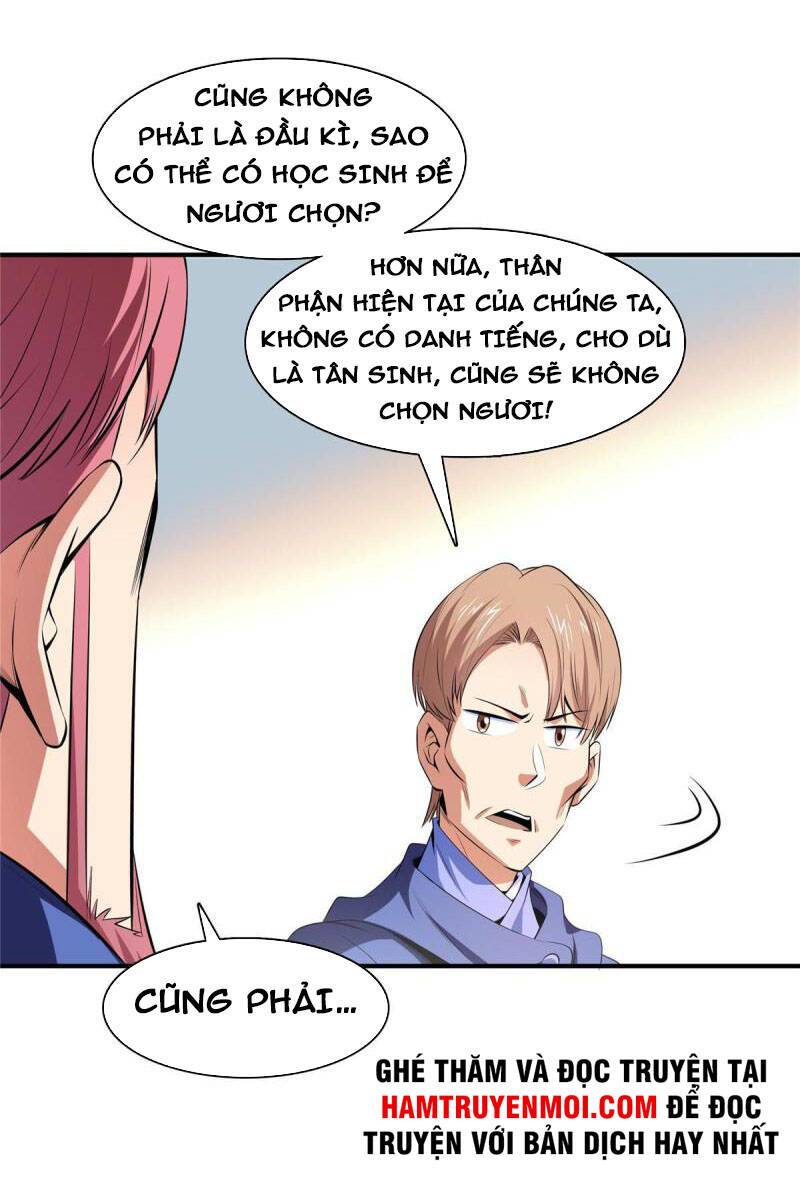 CŨNG KHÔNG
PHẢI LÀ ĐẦU KÌ, SAO
CÓ THỂ CÓ HỌC SINH ĐỂ
NGƯƠI CHỌN?
HƠN NỮA, THÂN
PHẬN HIỆN TẠI CỦA CHÚNG TA,
KHÔNG CÓ DANH TIẾNG, CHO DÙ
LÀ TÂN SINH, CŨNG SẼ KHÔNG
CHỌN NGƯƠI!
CŨNG PHẢI...
GHÉ THĂM VÀ ĐỌC TRUYỆN TẠI
HAMTRUYENMOI.COM ĐỂ ĐỌC
TRUYỆN VỚI BẢN DỊCH HAY NHẤT